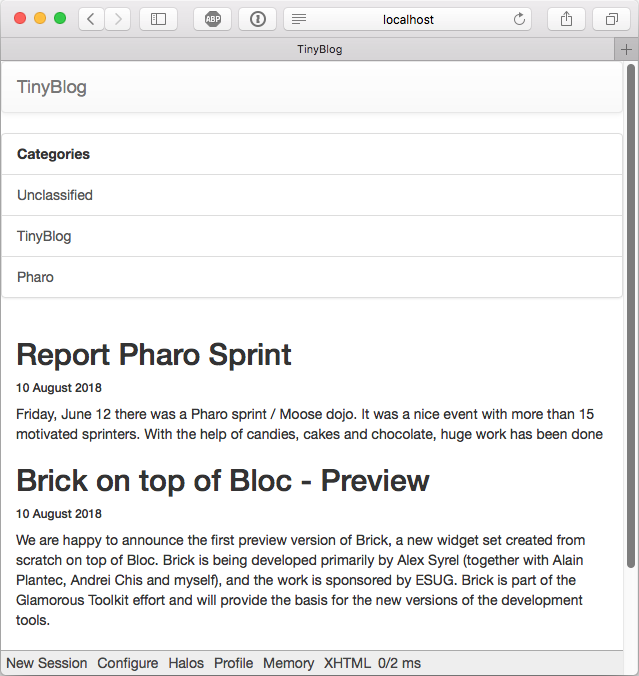 ABP
localhost
TinyBlog
TinyBlog
Categories
Unclassified
TinyBlog
Pharo
Report Pharo Sprint
10 August 2018
Friday, June 12 there was a Pharo sprint / Moose dojo. It was a nice event with more than 15
motivated sprinters. With the help of candies, cakes and chocolate, huge work has been done
Brick on top of Bloc - Preview
10 August 2018
We are happy to announce the first preview version of Brick, a new widget set created from
scratch on top of Bloc. Brick is being developed primarily by Alex Syrel (together with Alain
Plantec, Andrei Chis and myself), and the work is sponsored by ESUG. Brick is part of the
Glamorous Toolkit effort and will provide the basis for the new versions of the development
tools.
New Session Configure Halos Profile Memory XHTML 0/2 ms